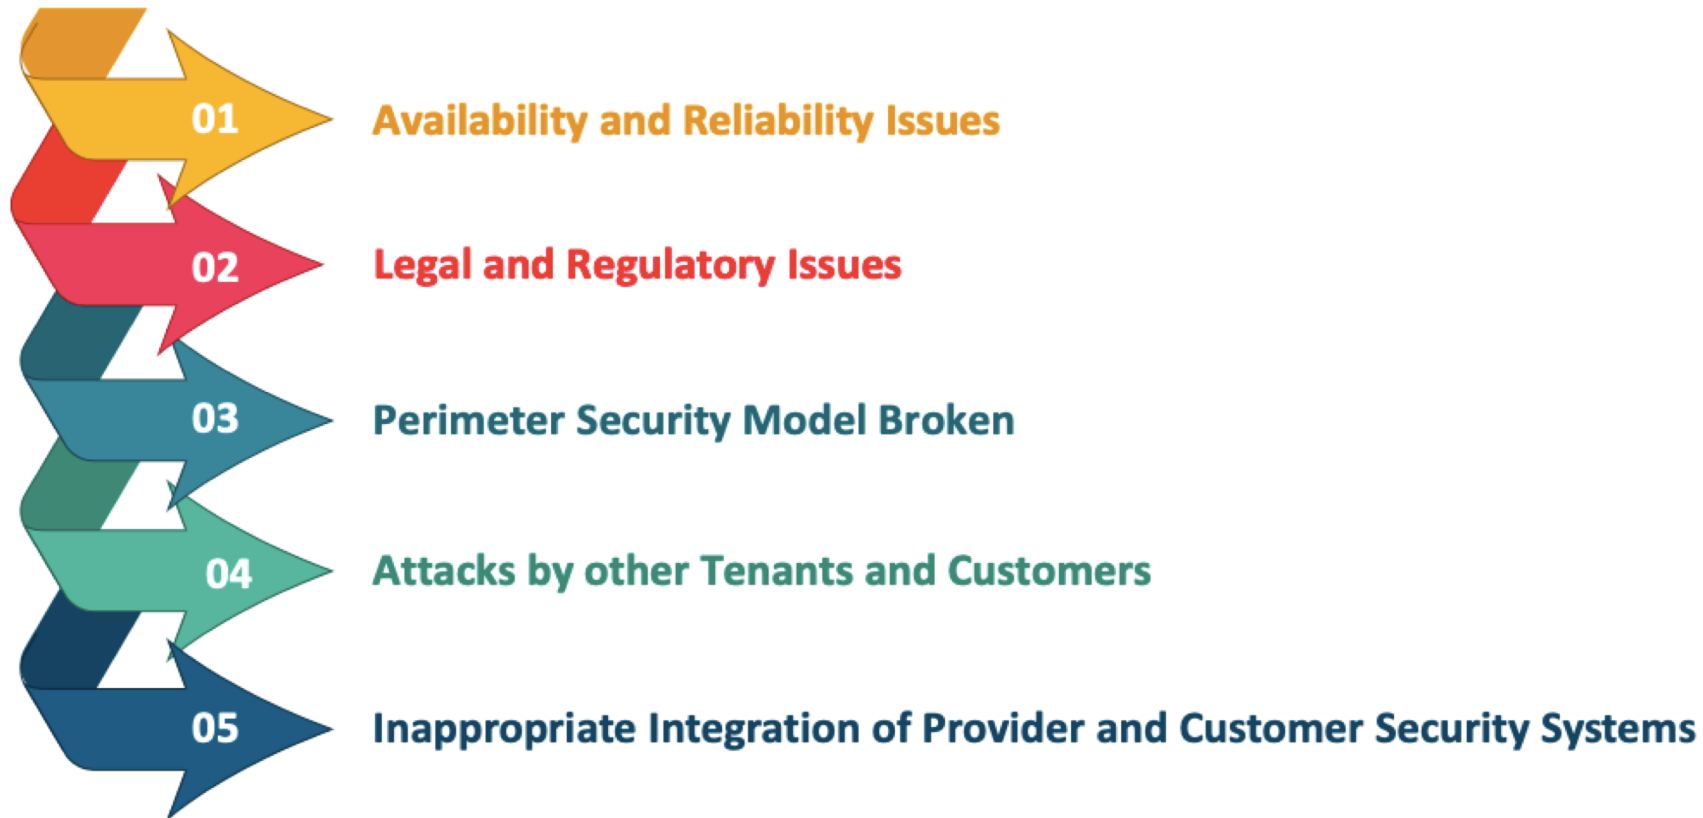 01
Availability and Reliability Issues
02
Legal and Regulatory Issues
03
Perimeter Security Model Broken
04
Attacks by other Tenants and Customers
05
Inappropriate Integration of Provider and Customer Security Systems